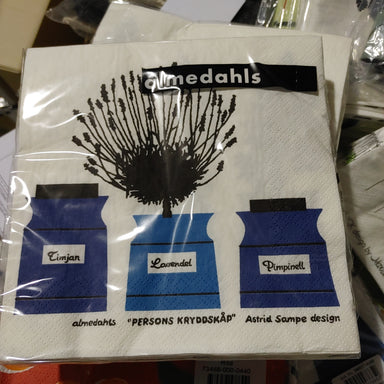 almedahls
Timjan
Lavendel
Pimpinell
almedahls "PERSONS KRYDDSKÅP" Astrid Sampe design